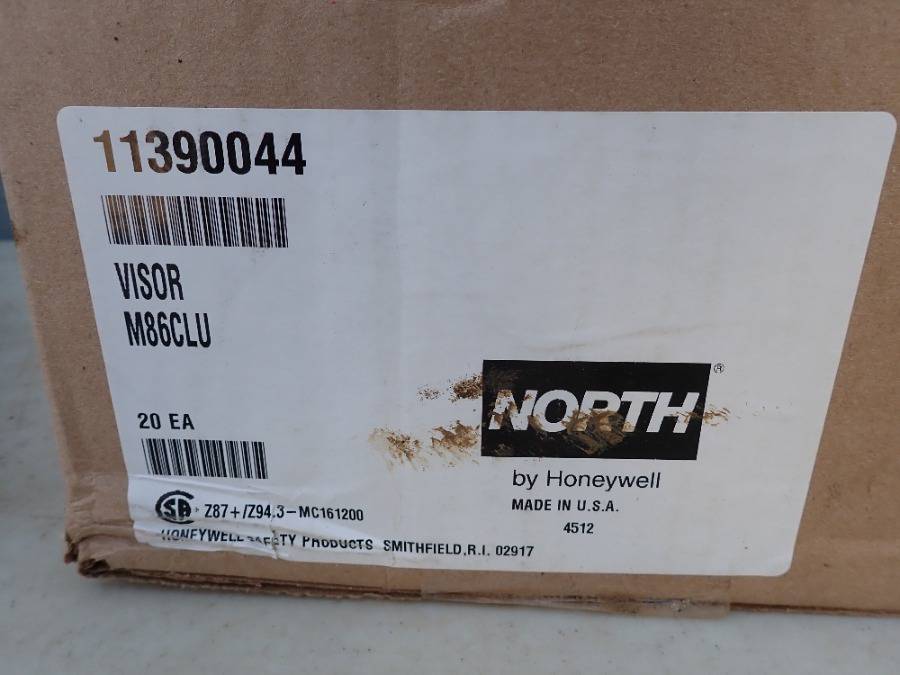 11390044
VISOR
M86CLU
20 EA
NORTH®
by Honeywell
MADE IN U.S.A.
4512
SA Z87+/Z94.3-MC161200
HONEYWELL SAFETY PRODUCTS SMITHFIELD, R.I. 02917